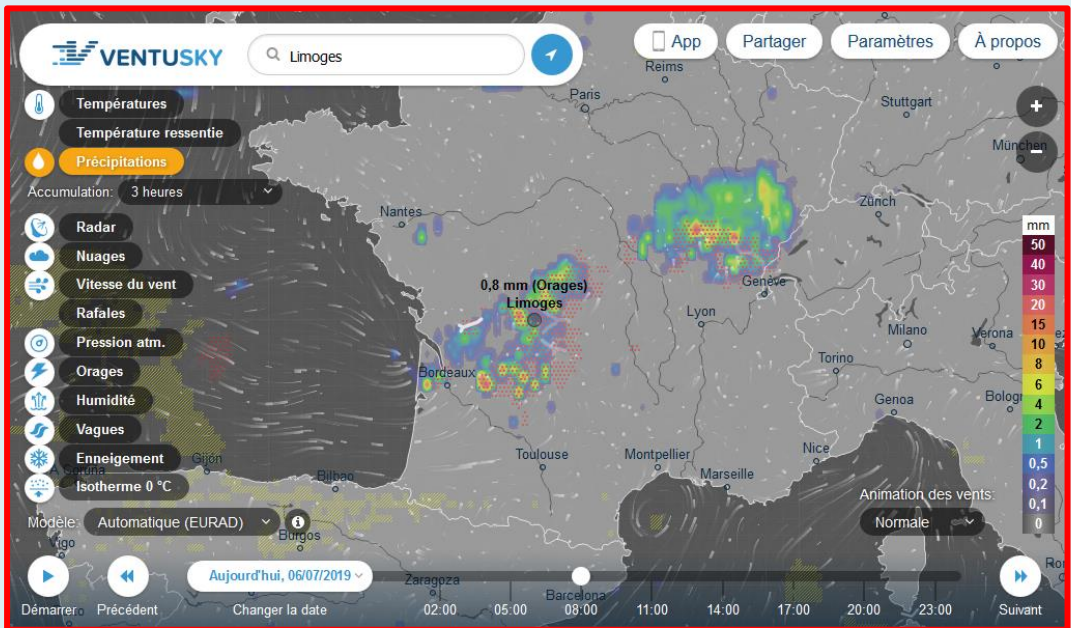 VENTUSKY
Limoges
App
Partager
Paramètres
À propos
Températures
Température ressentie
Précipitations
Accumulation: 3 heures
Radar
Nuages
Vitesse du vent
Rafales
Pression atm.
Orages
Humidité
Vagues
Enneigement
Isotherme 0 °C
Modèle: Automatique (EURAD)
Reims
Paris
Stuttgart
München
Nantes
Zürich
0,8 mm (Orages)
Limoges
Genève
Lyon
Milano
Verona
Bordeaux
Torino
Genoa
Bologn
Toulouse
Montpellier
Nice
Marseille
Gijón
Bilbao
Vigo
Burgos
Zaragoza
Barcelona
+
−
mm
50
40
30
20
15
10
8
6
4
2
1
0,5
0,2
0,1
0
Animation des vents:
Normale
Aujourd'hui, 06/07/2019
Démarrer
Précédent
Changer la date
02:00
05:00
08:00
11:00
14:00
17:00
20:00
23:00
Suivant